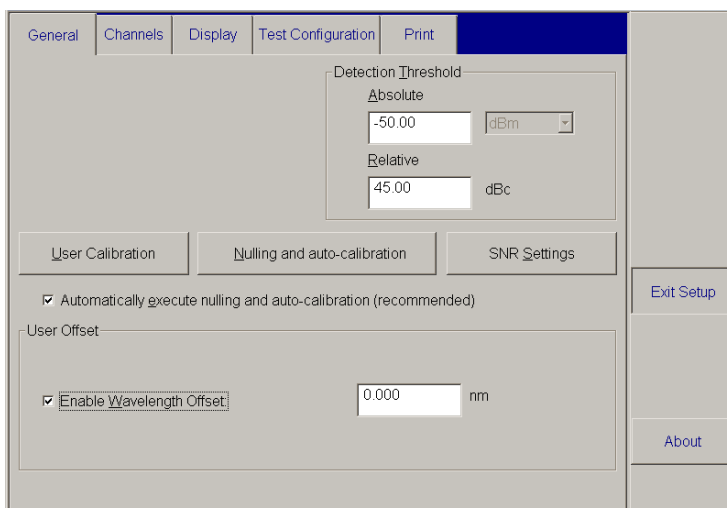 General
Channels
Display
Test Configuration
Print
Detection Threshold
Absolute
-50.00
dBm
Relative
45.00
dBc
User Calibration
Nulling and auto-calibration
SNR Settings
Automatically execute nulling and auto-calibration (recommended)
Exit Setup
User Offset
Enable Wavelength Offset:
0.000
nm
About